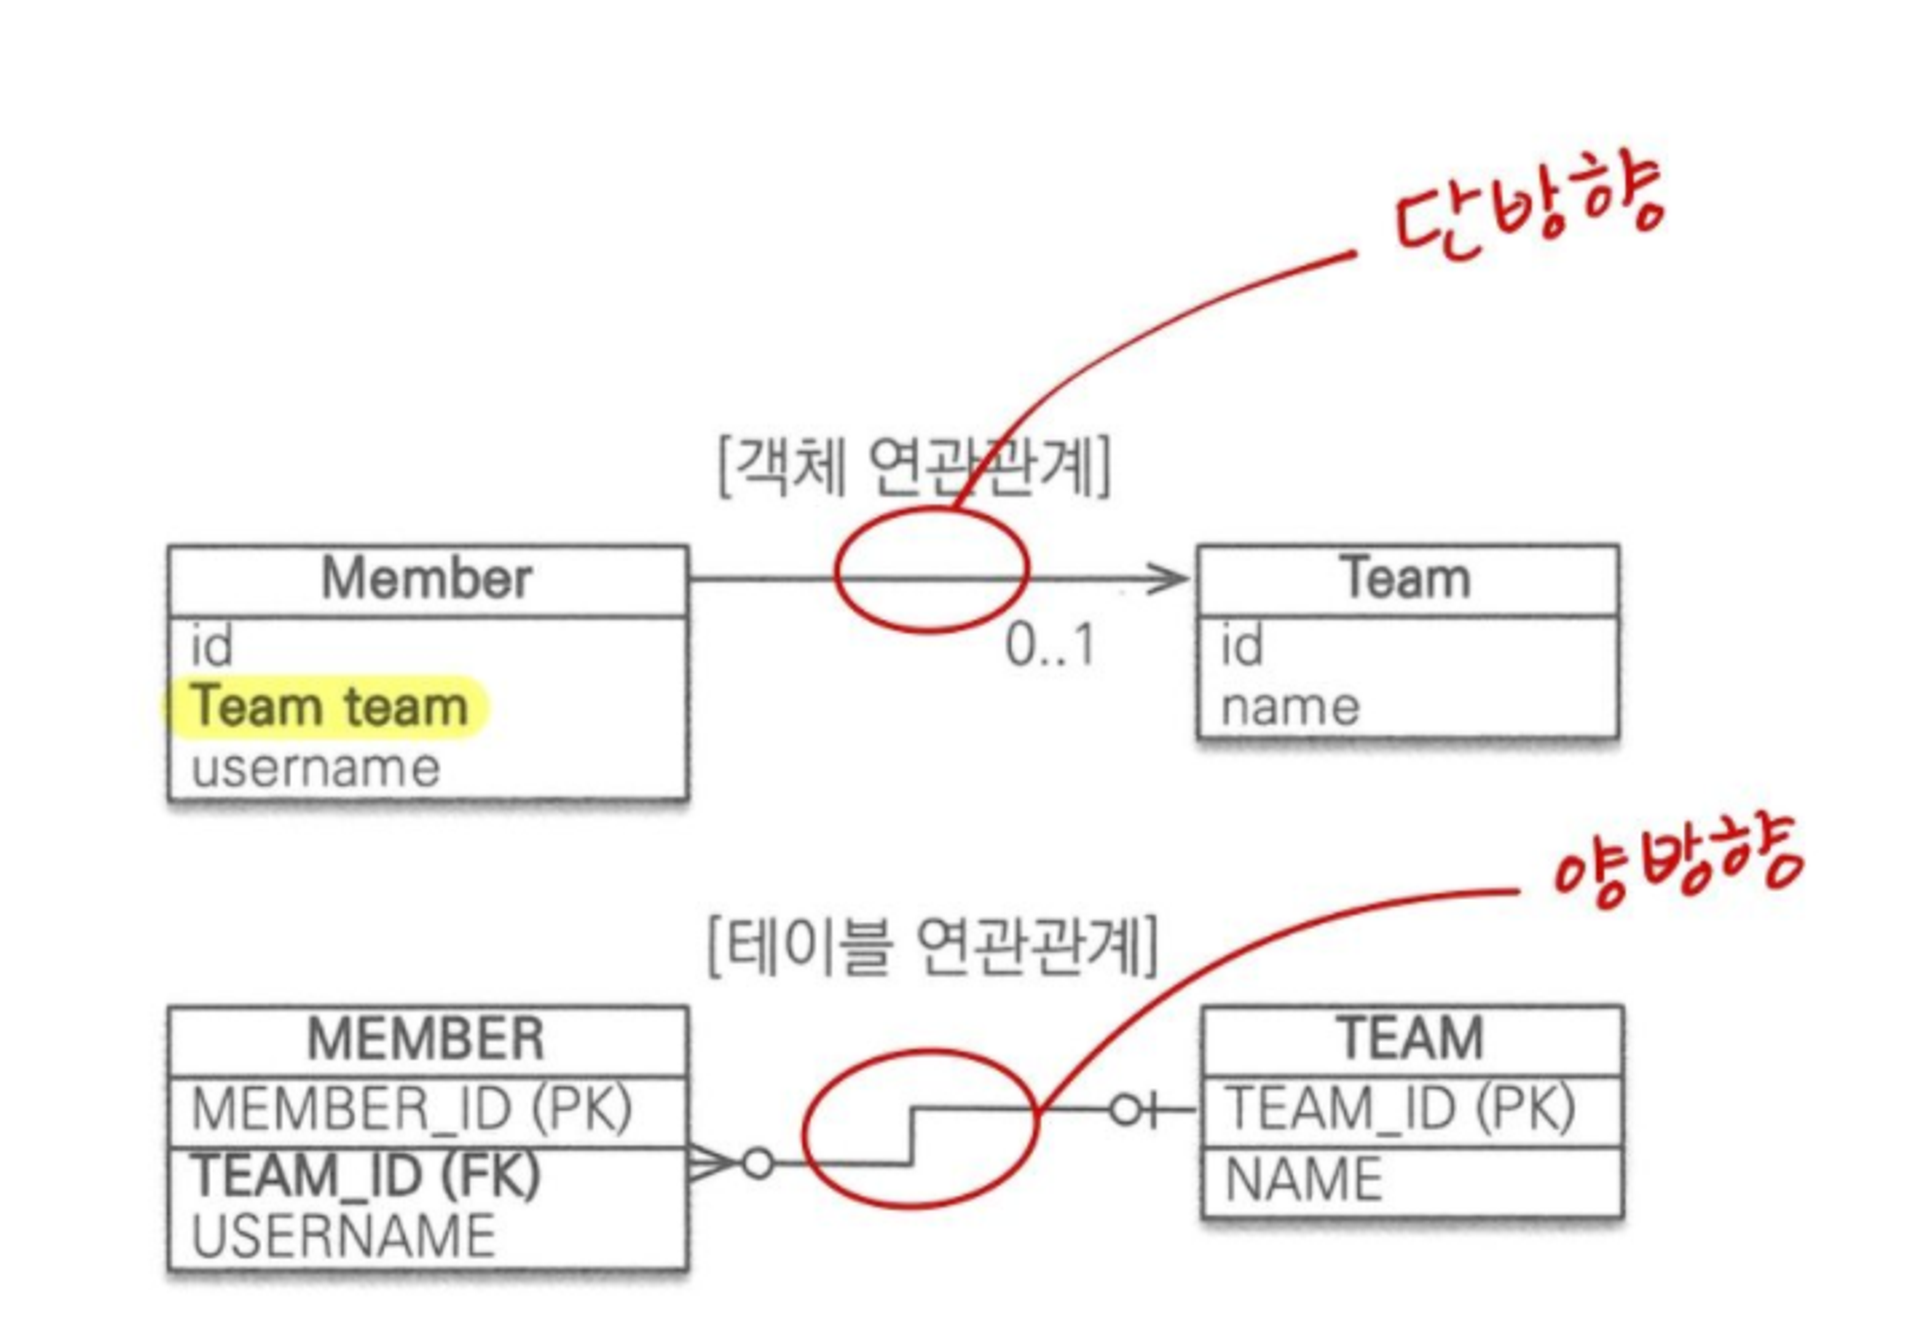 단방향
[객체 연관관계]
Member
id
Team team
username
0..1
Team
id
name
양방향
[테이블 연관관계]
MEMBER
MEMBER_ID (PK)
TEAM_ID (FK)
USERNAME
TEAM
TEAM_ID (PK)
NAME